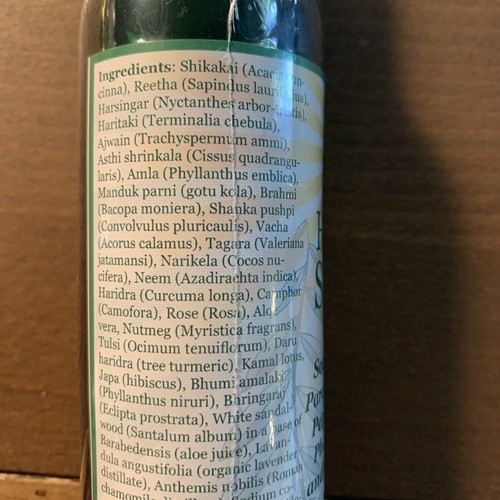 Ingredients: Shikakai (Acacia con-
cinna), Reetha (Sapindus
Harsingar (Nyctanthes
Haritaki (Terminalia chebula),
Ajwain (Trachyspermum ammi),
Asthi shrinkala (Cissus quadrangu-
laris), Amla (Phyllanthus emblica),
Manduk parni (gotu kola), Brahmi
(Bacopa moniera), Shanka pushpi
(Convolvulus pluricaulis), Vacha
(Acorus calamus), Tagara (Valeriana
jatamansi), Narikela (Cocos nu-
cifera), Neem (Azadirachta indica),
Haridra (Curcuma longa), Camphor
(Camofora), Rose (Rosa), Aloe
vera, Nutmeg (Myristica fragrans),
Tulsi (Ocimum tenuiflorum), Daru
haridra (tree turmeric), Kamal lotus,
Japa (hibiscus), Bhumi amalaki
(Phyllanthus niruri), Bhringaraj
(Eclipta prostrata), White sandal-
wood (Santalum album) in a base of
Barabedensis (aloe juice), Lavan-
dula angustifolia (organic lavender
distillate), Anthemis nobilis (Roman